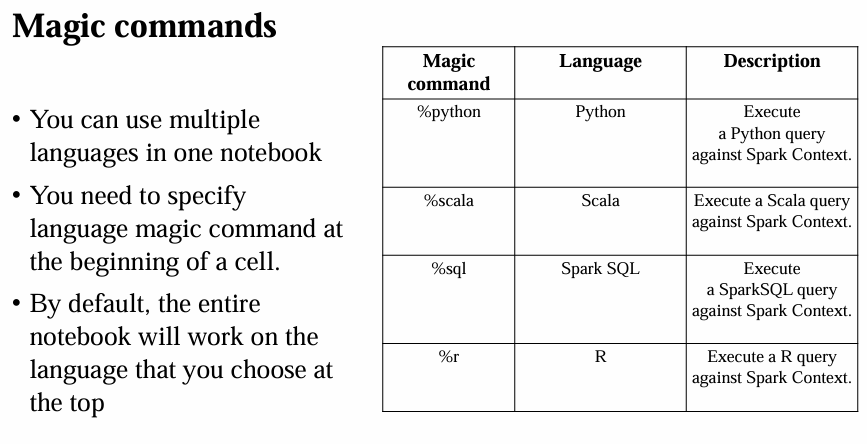 Magic commands
• You can use multiple
languages in one notebook
• You need to specify
language magic command at
the beginning of a cell.
• By default, the entire
notebook will work on the
language that you choose at
the top
Magic
command
Language
Description
%python
Python
Execute
a Python query
against Spark Context.
%scala
Scala
Execute a Scala query
against Spark Context.
%sql
Spark SQL
Execute
a SparkSQL query
against Spark Context.
%r
R
Execute a R query
against Spark Context.